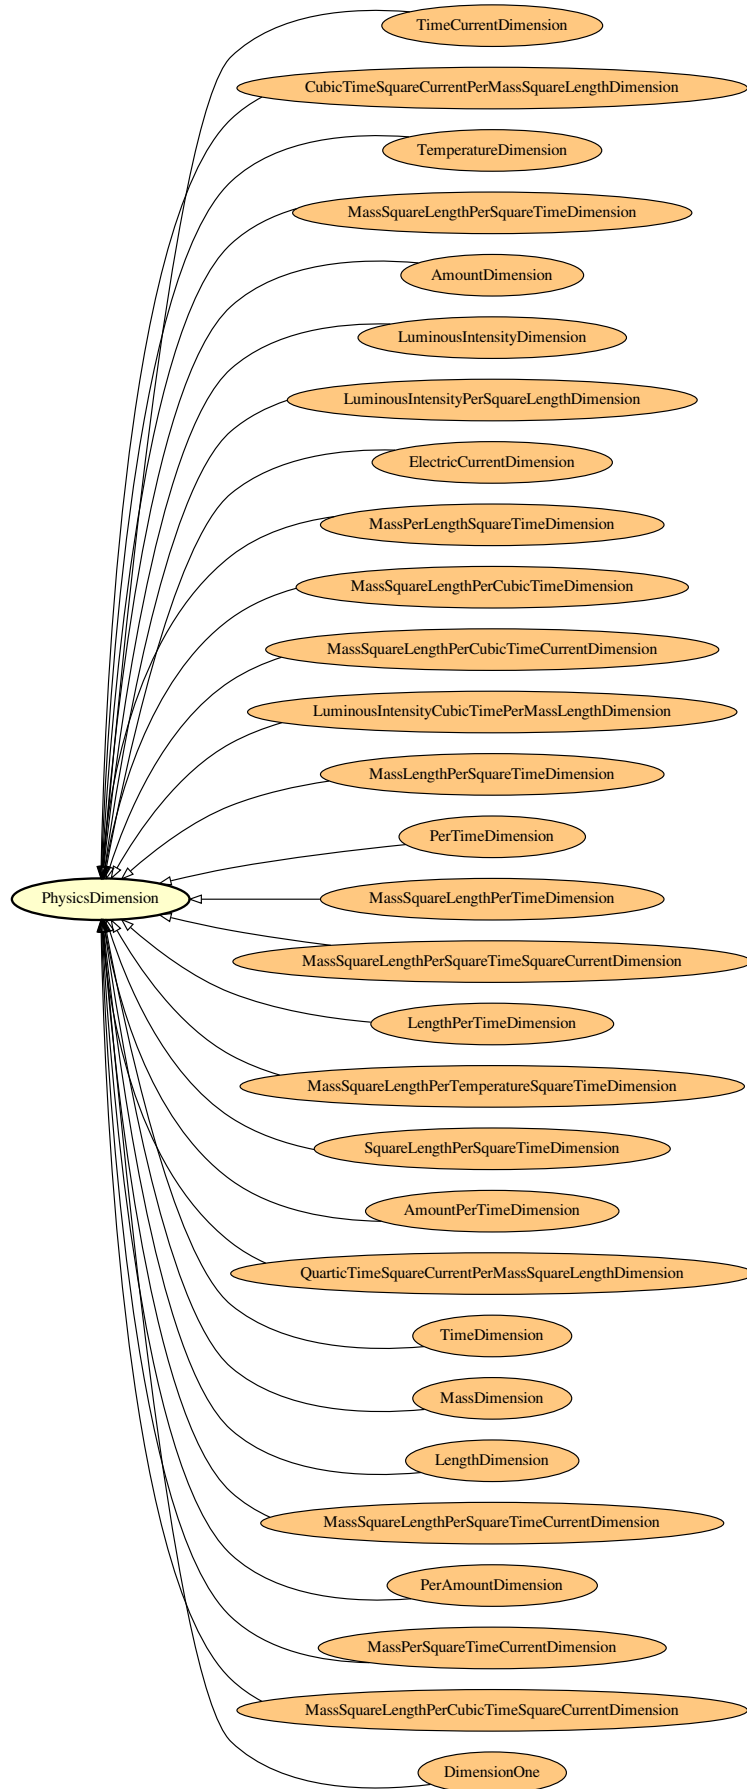 TimeCurrentDimension
CubicTimeSquareCurrentPerMassSquareLengthDimension
TemperatureDimension
MassSquareLengthPerSquareTimeDimension
AmountDimension
LuminousIntensityDimension
LuminousIntensityPerSquareLengthDimension
ElectricCurrentDimension
MassPerLengthSquareTimeDimension
MassSquareLengthPerCubicTimeDimension
MassSquareLengthPerCubicTimeCurrentDimension
LuminousIntensityCubicTimePerMassLengthDimension
MassLengthPerSquareTimeDimension
PerTimeDimension
PhysicsDimension
MassSquareLengthPerTimeDimension
MassSquareLengthPerSquareTimeSquareCurrentDimension
LengthPerTimeDimension
MassSquareLengthPerTemperatureSquareTimeDimension
SquareLengthPerSquareTimeDimension
AmountPerTimeDimension
QuarticTimeSquareCurrentPerMassSquareLengthDimension
TimeDimension
MassDimension
LengthDimension
MassSquareLengthPerSquareTimeCurrentDimension
PerAmountDimension
MassPerSquareTimeCurrentDimension
MassSquareLengthPerCubicTimeSquareCurrentDimension
DimensionOne